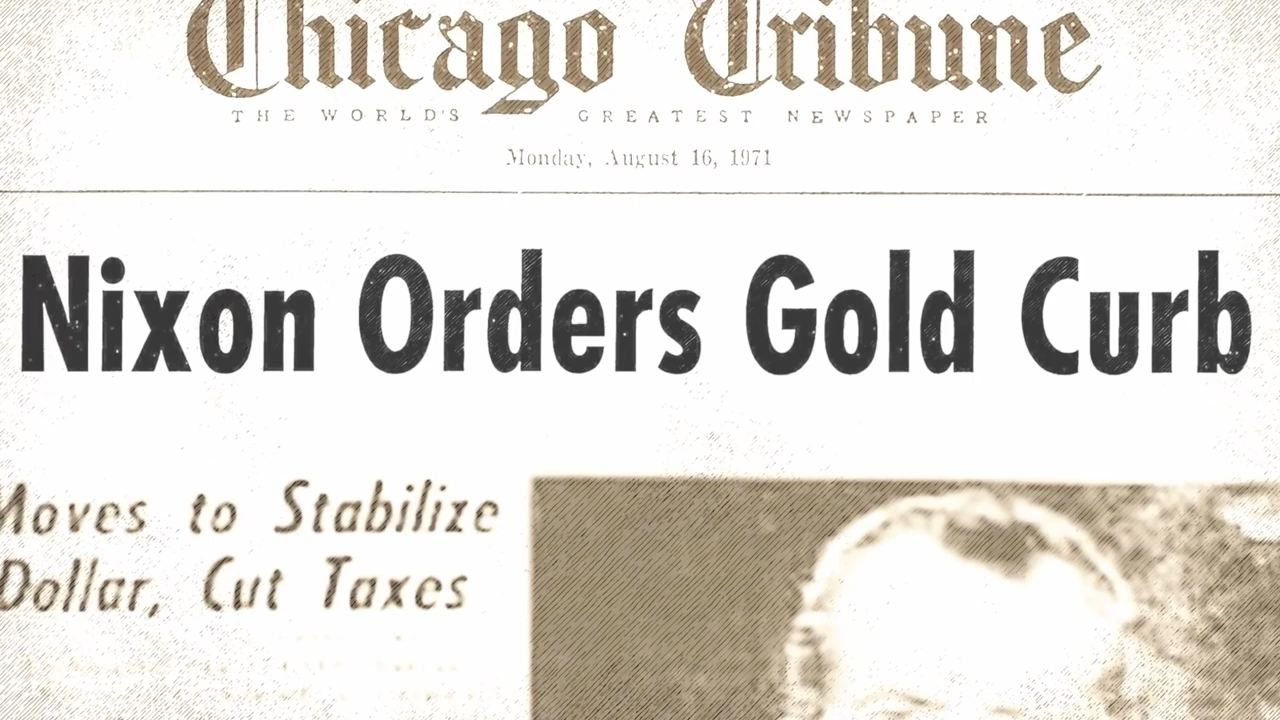 Chicago Tribune
THE WORLD'S GREATEST NEWSPAPER
Monday, August 16, 1971
Nixon Orders Gold Curb
Moves to Stabilize
Dollar, Cut Taxes